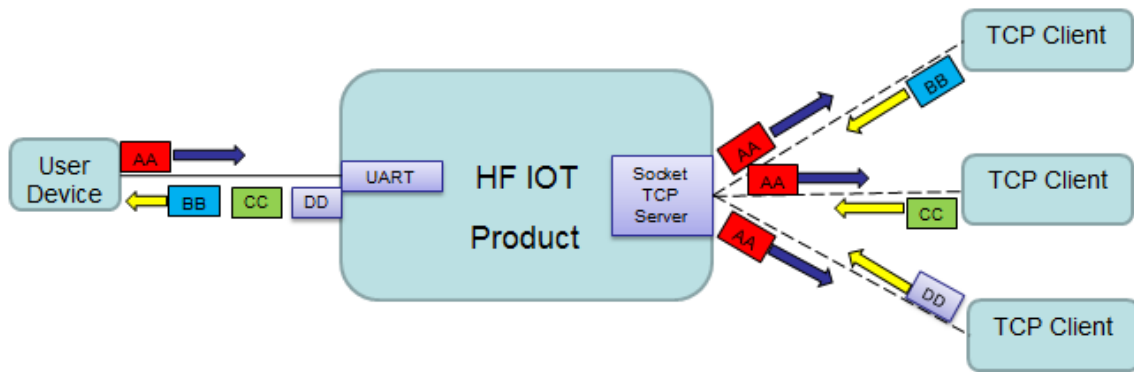 TCP Client
BB
AA
AA
User
Device
UART
HF IOT
Product
Socket
TCP
Server
AA
TCP Client
BB
CC
DD
CC
AA
DD
TCP Client